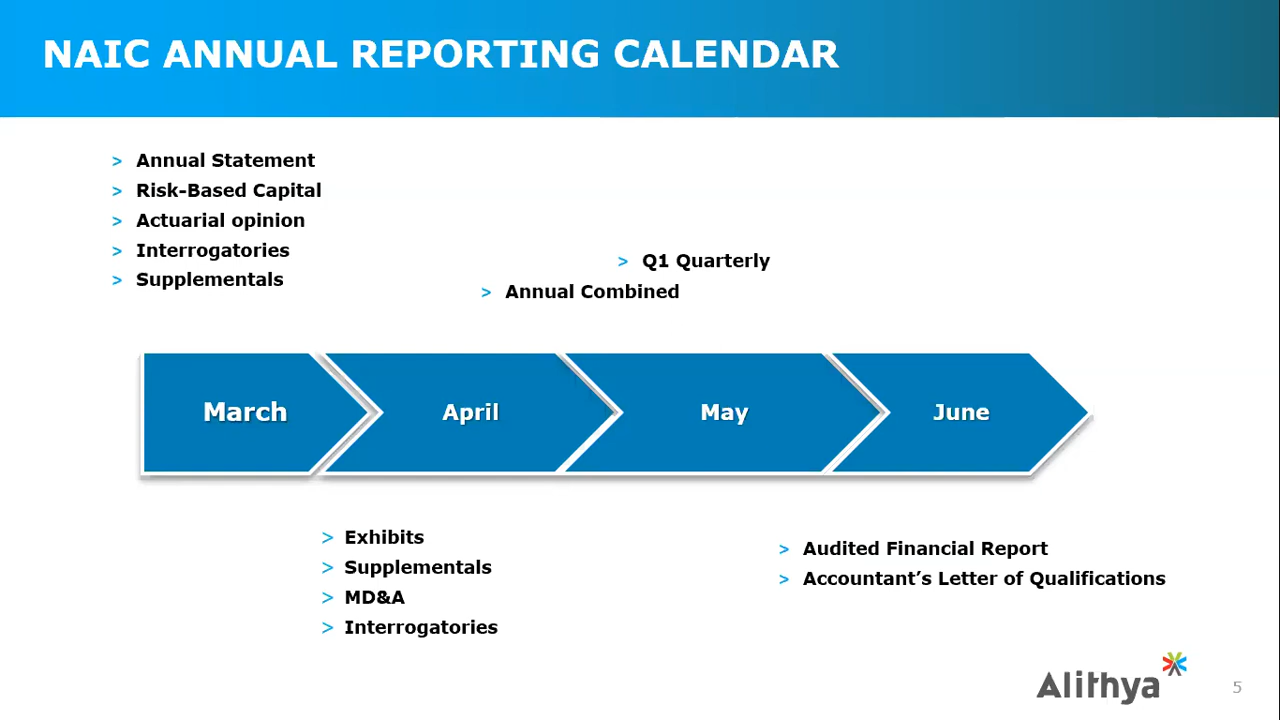 NAIC ANNUAL REPORTING CALENDAR
> Annual Statement
> Risk-Based Capital
> Actuarial opinion
> Interrogatories
> Supplementals
> Q1 Quarterly
> Annual Combined
March
April
May
June
> Exhibits
> Supplementals
> MD&A
> Interrogatories
> Audited Financial Report
> Accountant’s Letter of Qualifications
Alithya
5